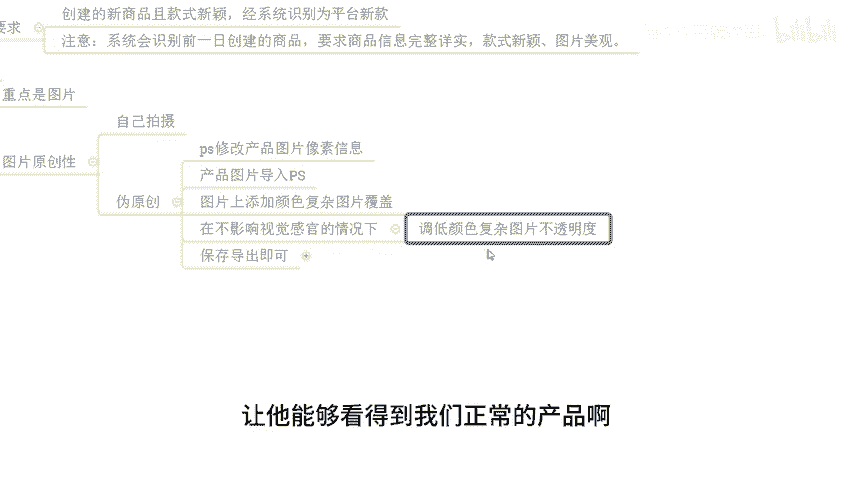 创建的新商品且款式新颖，经系统识别为平台新款
要求
注意：系统会识别前一日创建的商品，要求商品信息完整详实，款式新颖、图片美观。
重点是图片
自己拍摄
ps修改产品图片像素信息
图片原创性
产品图片导入PS
伪原创
图片上添加颜色复杂图片覆盖
在不影响视觉感官的情况下
调低颜色复杂图片不透明度
保存导出即可
让他能够看得到我们正常的产品啊
bilibili